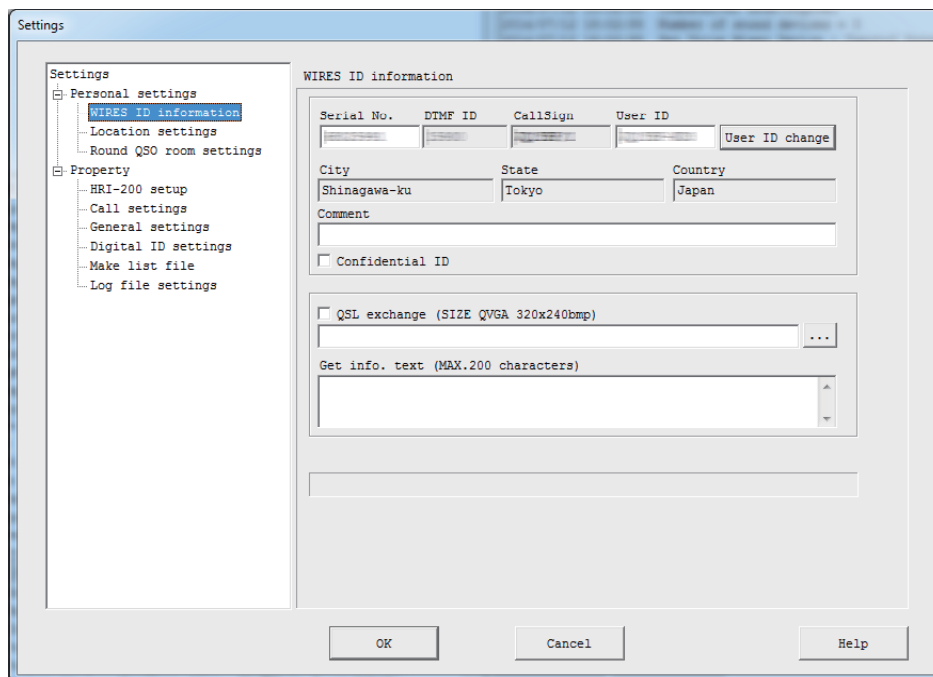 Settings
Settings
Personal settings
WIRES ID information
Location settings
Round QSO room settings
Property
HRI-200 setup
Call settings
General settings
Digital ID settings
Make list file
Log file settings
WIRES ID information
Serial No. DTMF ID CallSign User ID
User ID change
City State Country
Shinagawa-ku Tokyo Japan
Comment
Confidential ID
QSL exchange (SIZE QVGA 320x240bmp)
...
Get info. text (MAX.200 characters)
OK Cancel Help